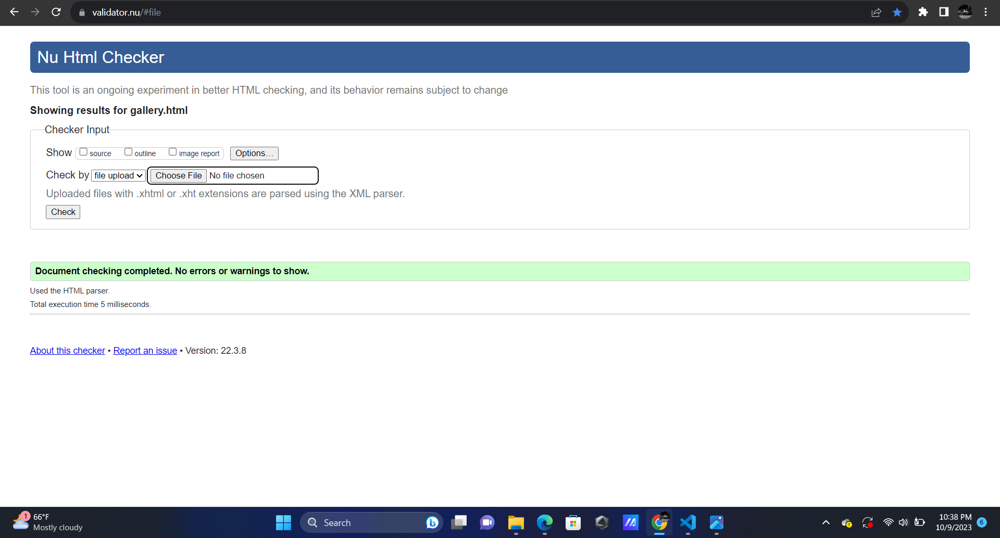 validator.nu/#file
Nu Html Checker
This tool is an ongoing experiment in better HTML checking, and its behavior remains subject to change
Showing results for gallery.html
Checker Input
Show source outline image report Options…
Check by file upload Choose File No file chosen
Uploaded files with .xhtml or .xht extensions are parsed using the XML parser.
Check
Document checking completed. No errors or warnings to show.
Used the HTML parser.
Total execution time 5 milliseconds.
About this checker • Report an issue • Version: 22.3.8
1
66°F
Mostly cloudy
Search
10:38 PM
10/9/2023
6